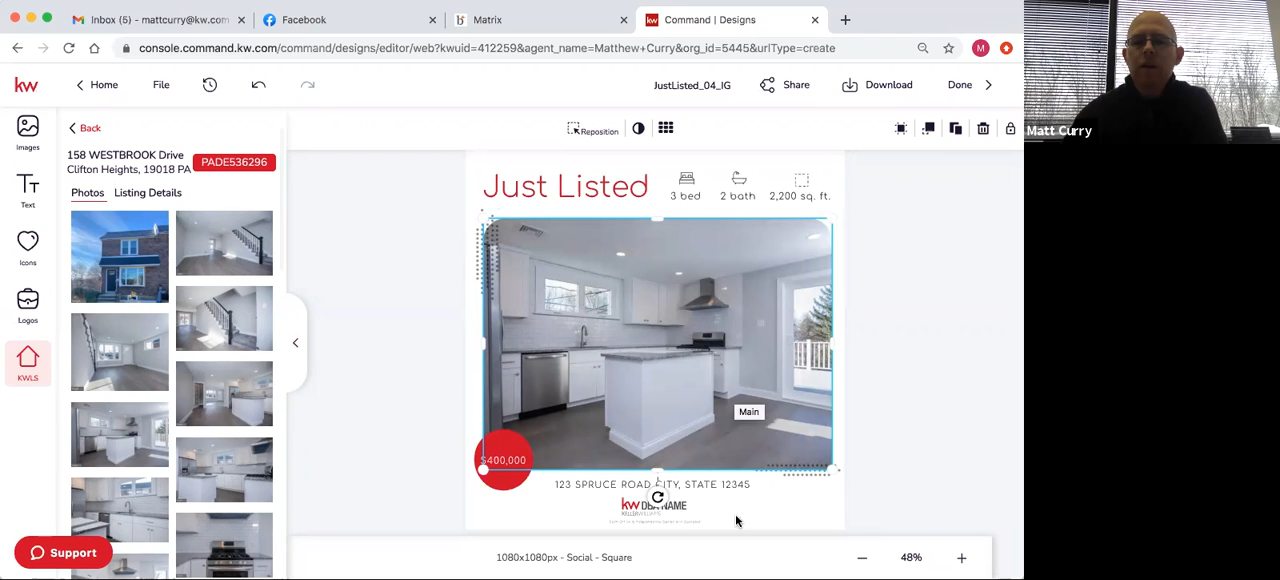 Inbox (5) - mattcurry@kw.com
Facebook
Matrix
Command | Designs
console.command.kw.com/command/designs/editor/web?kwuid=412259&agent_name=Matthew+Curry&org_id=5445&urlType=create
M
kw
Home
File
JustListed_04_IG
Share
Download
Done
Images
Text
Icons
Logos
KWLS
Back
158 WESTBROOK Drive
Clifton Heights, 19018 PA
PADE536296
Photos
Listing Details
Support
Reposition
Just Listed
3 bed
2 bath
2,200 sq. ft.
Main
$400,000
123 SPRUCE ROAD CITY, STATE 12345
kw DBA NAME
KELLERWILLIAMS
1080x1080px - Social - Square
48%
Matt Curry